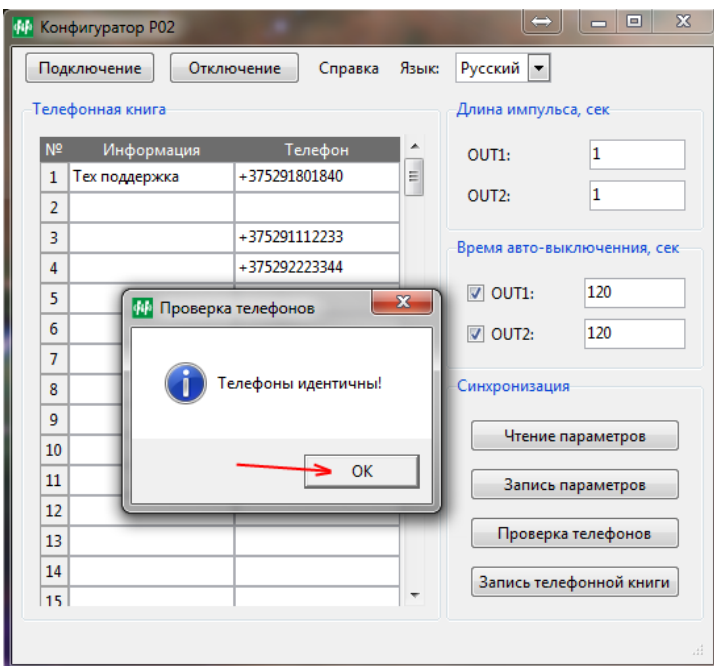 Конфигуратор P02
Подключение Отключение Справка Язык: Русский
Телефонная книга
№ Информация Телефон
1 Тех поддержка +375291801840
2
3 +375291112233
4 +375292223344
5
6
7
8
9
10
11
12
13
14
15
Проверка телефонов
Телефоны идентичны!
ОК
Длина импульса, сек
OUT1: 1
OUT2: 1
Время авто-выключенния, сек
OUT1: 120
OUT2: 120
Синхронизация
Чтение параметров
Запись параметров
Проверка телефонов
Запись телефонной книги